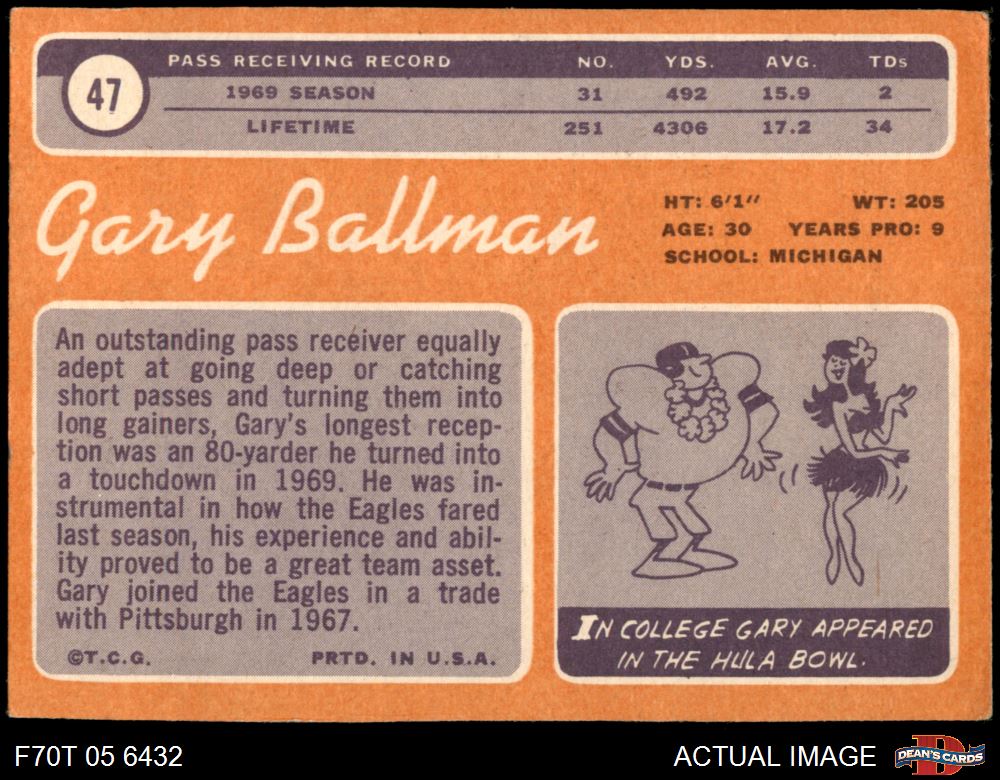 47
PASS RECEIVING RECORD NO. YDS. AVG. TDs
1969 SEASON 31 492 15.9 2
LIFETIME 251 4306 17.2 34
Gary Ballman
HT: 6'1" WT: 205
AGE: 30 YEARS PRO: 9
SCHOOL: MICHIGAN
An outstanding pass receiver equally
adept at going deep or catching
short passes and turning them into
long gainers, Gary's longest recep-
tion was an 80-yarder he turned into
a touchdown in 1969. He was in-
strumental in how the Eagles fared
last season, his experience and abil-
ity proved to be a great team asset.
Gary joined the Eagles in a trade
with Pittsburgh in 1967.
©T.C.G. PRTD. IN U.S.A.
IN COLLEGE GARY APPEARED
IN THE HULA BOWL.
F70T 05 6432
ACTUAL IMAGE
D
DEAN'S CARDS